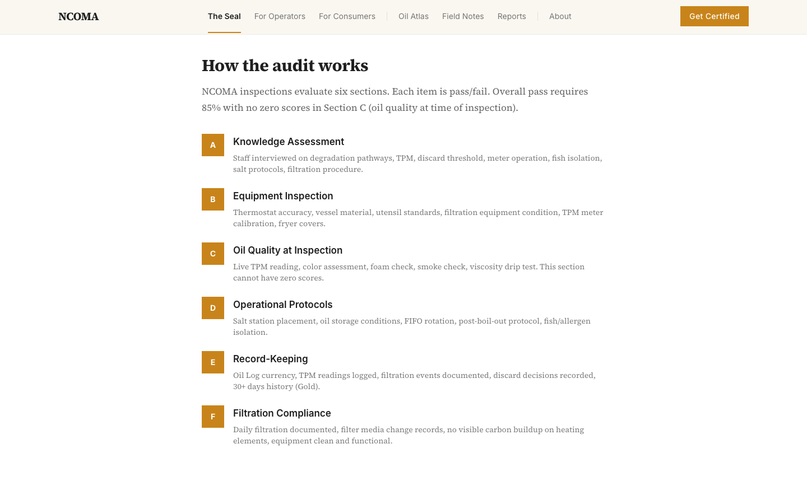 NCOMA
The Seal
For Operators
For Consumers
Oil Atlas
Field Notes
Reports
About
Get Certified
How the audit works
NCOMA inspections evaluate six sections. Each item is pass/fail. Overall pass requires
85% with no zero scores in Section C (oil quality at time of inspection).
A
Knowledge Assessment
Staff interviewed on degradation pathways, TPM, discard threshold, meter operation, fish isolation,
salt protocols, filtration procedure.
B
Equipment Inspection
Thermostat accuracy, vessel material, utensil standards, filtration equipment condition, TPM meter
calibration, fryer covers.
C
Oil Quality at Inspection
Live TPM reading, color assessment, foam check, smoke check, viscosity drip test. This section
cannot have zero scores.
D
Operational Protocols
Salt station placement, oil storage conditions, FIFO rotation, post-boil-out protocol, fish/allergen
isolation.
E
Record-Keeping
Oil Log currency, TPM readings logged, filtration events documented, discard decisions recorded,
30+ days history (Gold).
F
Filtration Compliance
Daily filtration documented, filter media change records, no visible carbon buildup on heating
elements, equipment clean and functional.